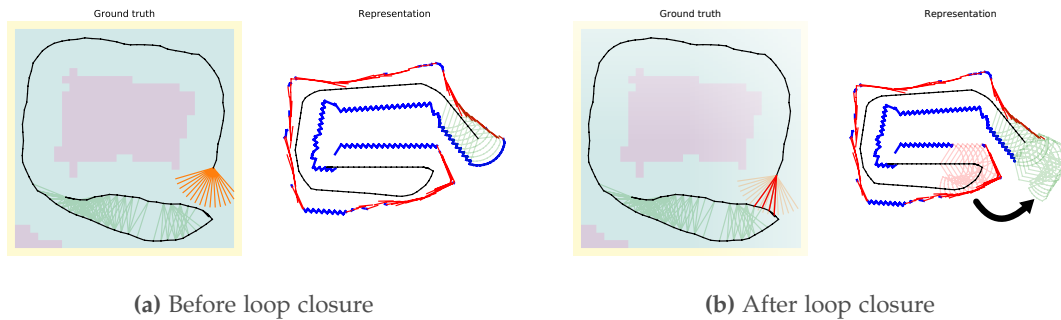 Ground truth
Representation
Ground truth
Representation
(a) Before loop closure
(b) After loop closure